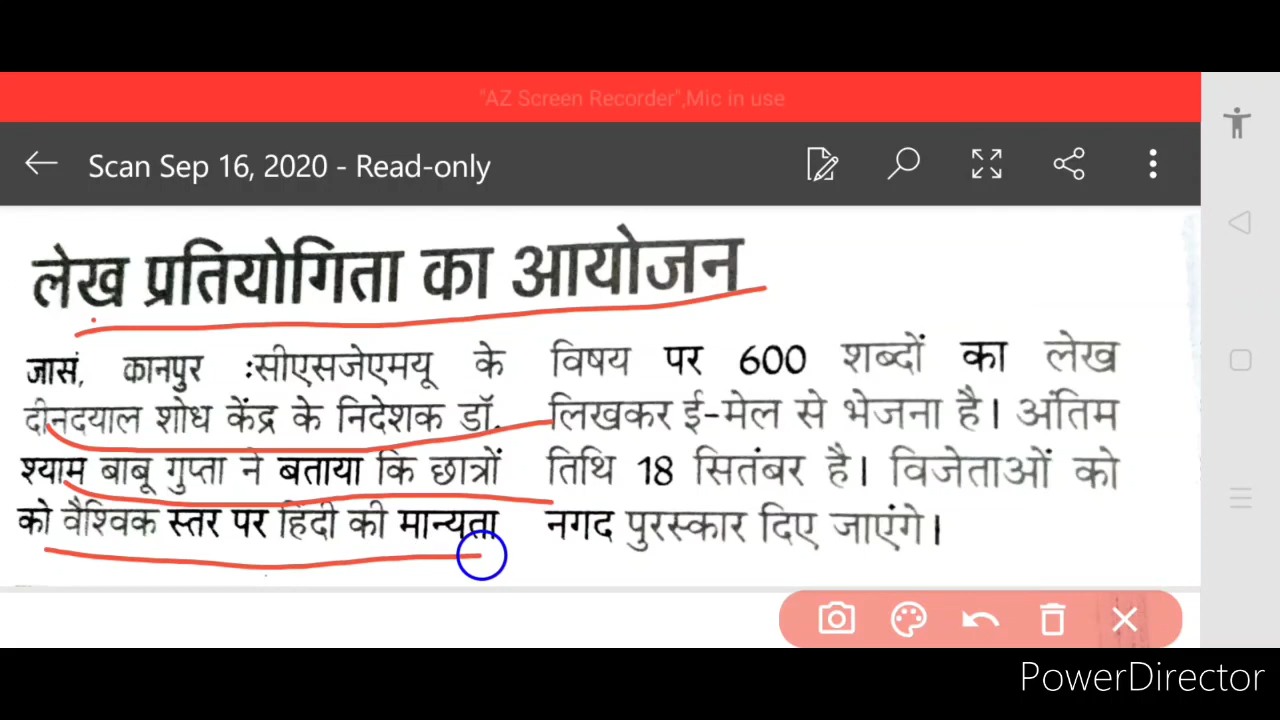 "AZ Screen Recorder",Mic in use
Scan Sep 16, 2020 - Read-only
लेख प्रतियोगिता का आयोजन
जासं, कानपुर :सीएसजेएमयू के
दीनदयाल शोध केंद्र के निदेशक डॉ.
श्याम बाबू गुप्ता ने बताया कि छात्रों
को वैश्विक स्तर पर हिंदी की मान्यता
विषय पर 600 शब्दों का लेख
लिखकर ई-मेल से भेजना है। अंतिम
तिथि 18 सितंबर है। विजेताओं को
नगद पुरस्कार दिए जाएंगे।
PowerDirector